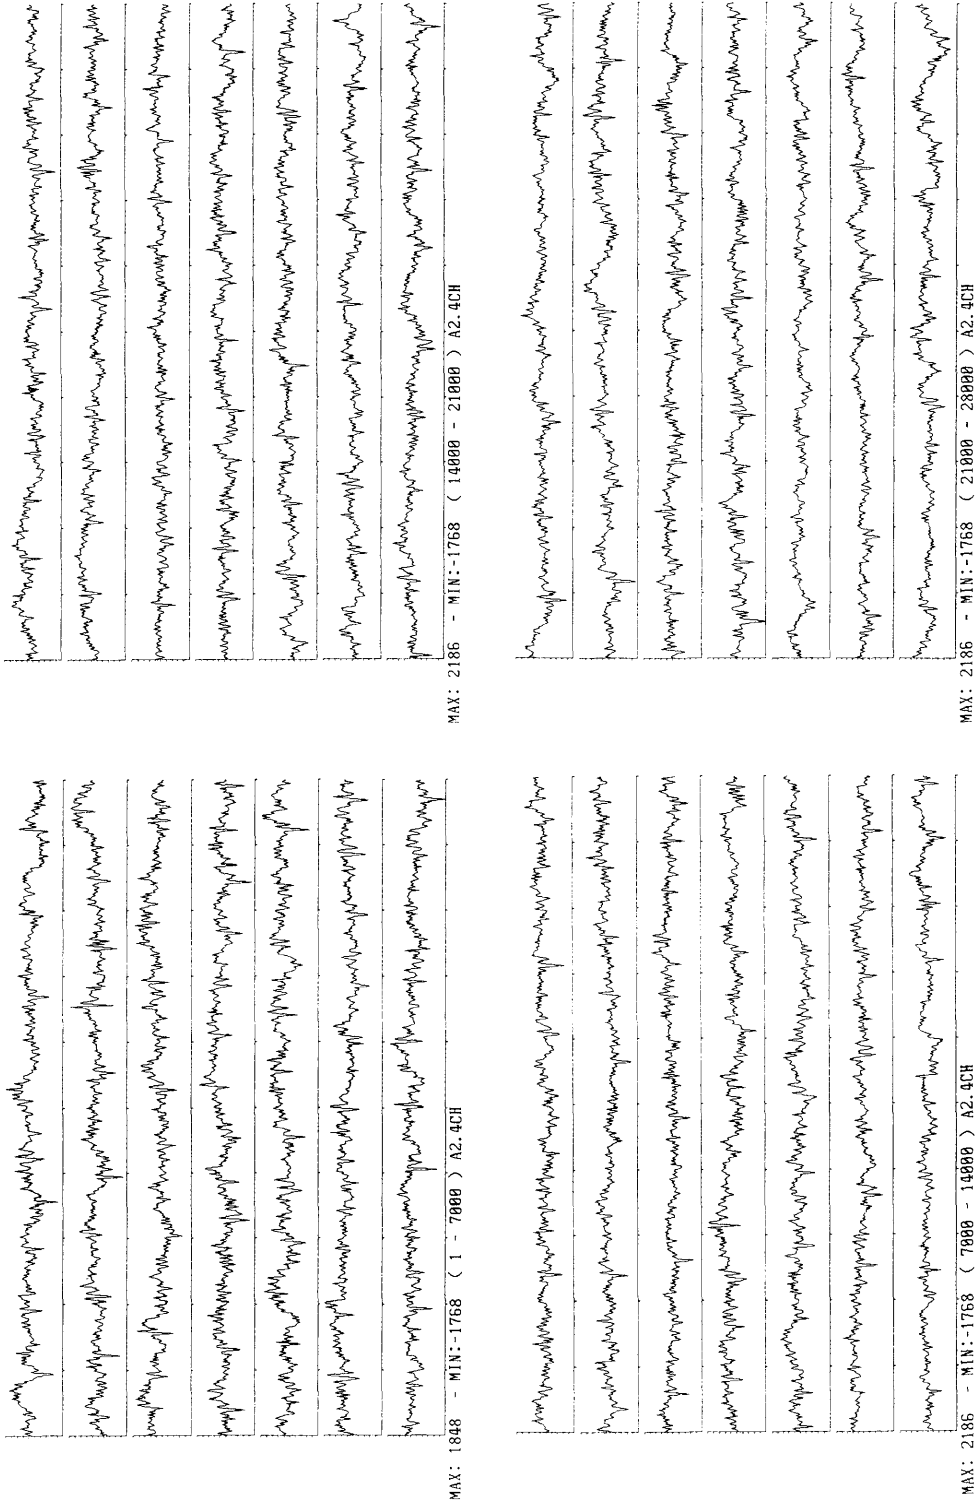 MAX: 1848 - MIN:-1768 ( 1 - 7000 ) A2.4CH
MAX: 2186 - MIN:-1768 ( 14000 - 21000 ) A2.4CH
MAX: 2186 - MIN:-1768 ( 7000 - 14000 ) A2.4CH
MAX: 2186 - MIN:-1768 ( 21000 - 28000 ) A2.4CH